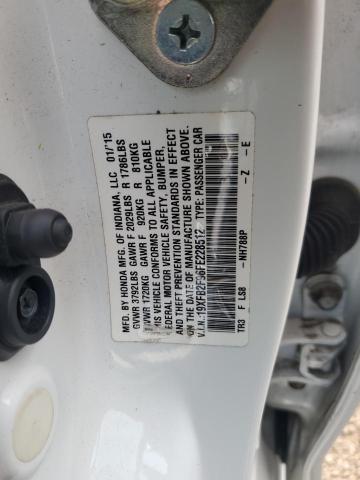 MFD. BY HONDA MFG. OF INDIANA, LLC 01/'15
GVWR 3792LBS GAWR F 2029LBS R 1786LBS
GVWR 1720KG GAWR F 920KG R 810KG
THIS VEHICLE CONFORMS TO ALL APPLICABLE
FEDERAL MOTOR VEHICLE SAFETY, BUMPER,
AND THEFT PREVENTION STANDARDS IN EFFECT
ON THE DATE OF MANUFACTURE SHOWN ABOVE.
V.I.N.:19XFB2F56FE228512 TYPE: PASSENGER CAR
NH788P -Z -E
TR3 F LS8